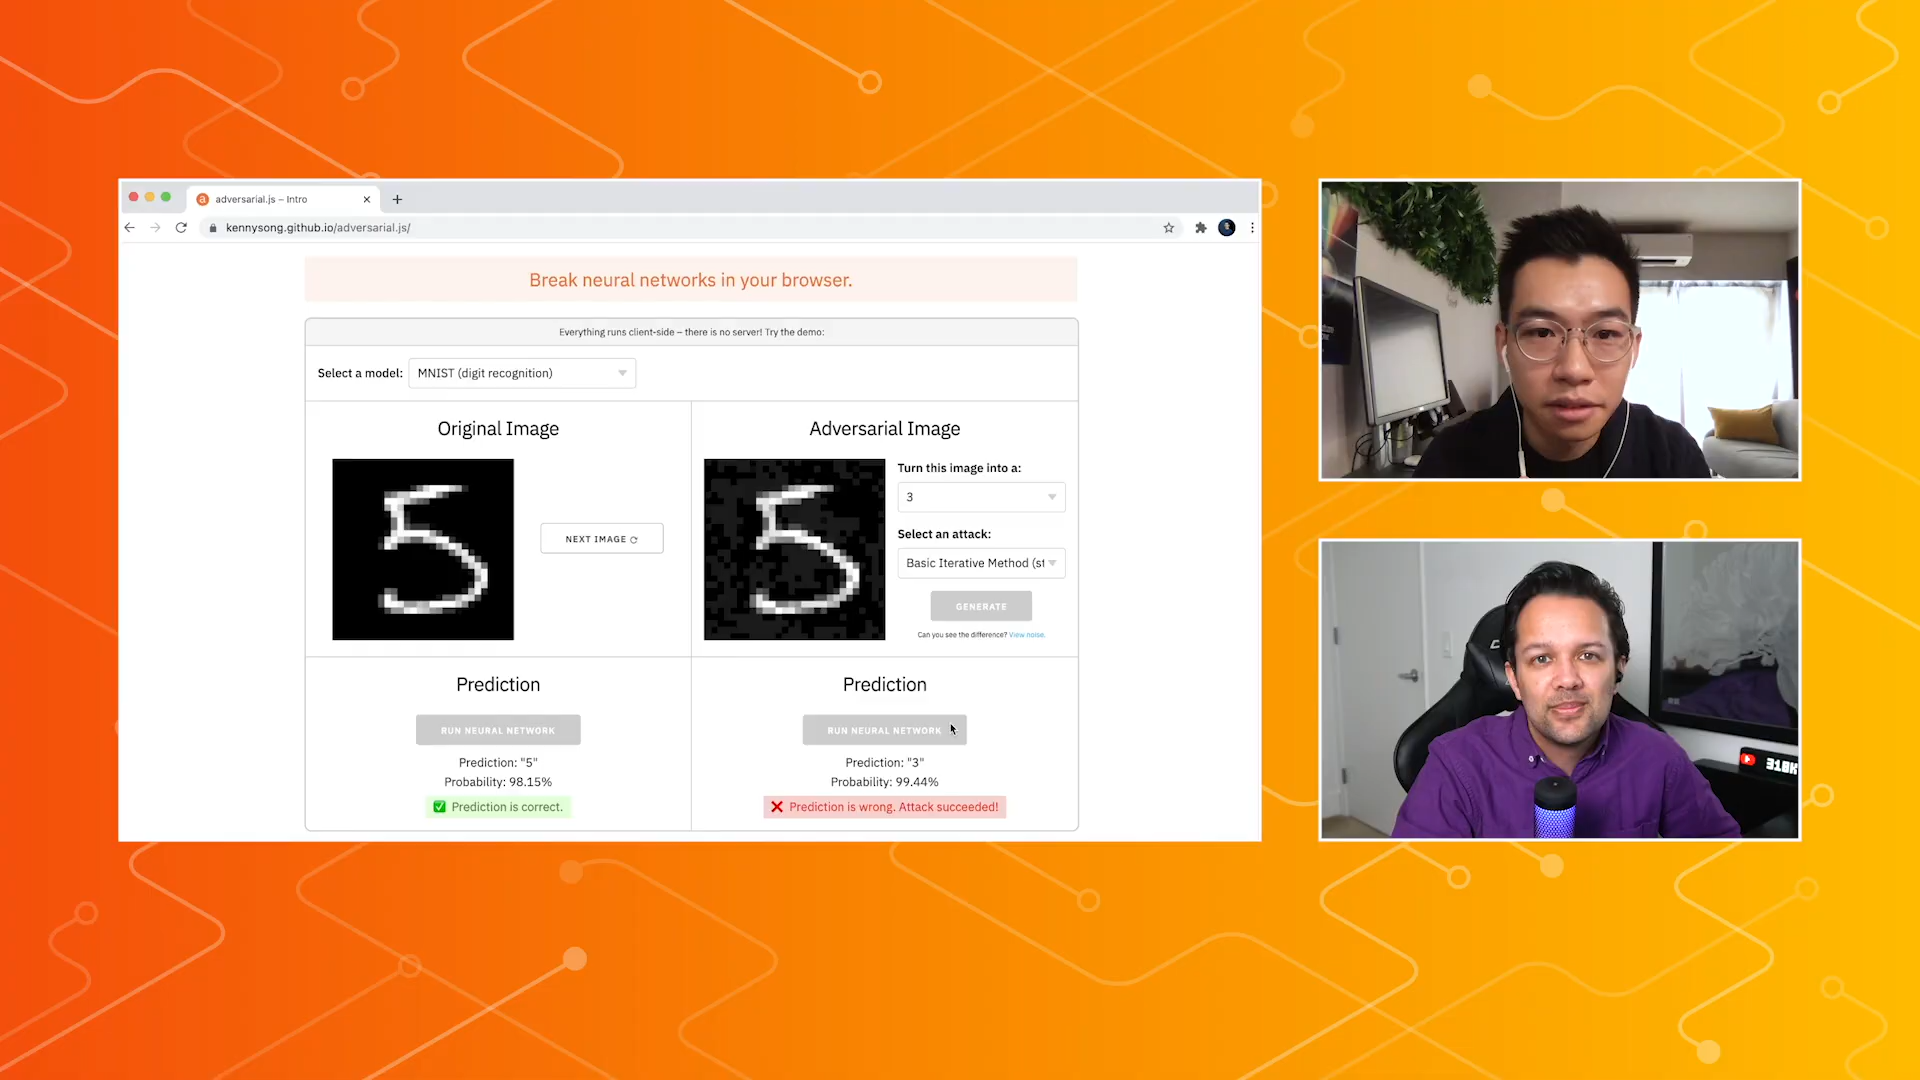 adversarial.js – Intro
kennysong.github.io/adversarial.js/
Break neural networks in your browser.
Everything runs client-side – there is no server! Try the demo:
Select a model: MNIST (digit recognition)
Original Image
NEXT IMAGE
Adversarial Image
Turn this image into a:
3
Select an attack:
Basic Iterative Method (st
GENERATE
Can you see the difference? View noise.
5
5
Prediction
RUN NEURAL NETWORK
Prediction: "5"
Probability: 98.15%
Prediction is correct.
Prediction
RUN NEURAL NETWORK
Prediction: "3"
Probability: 99.44%
Prediction is wrong. Attack succeeded!
310K